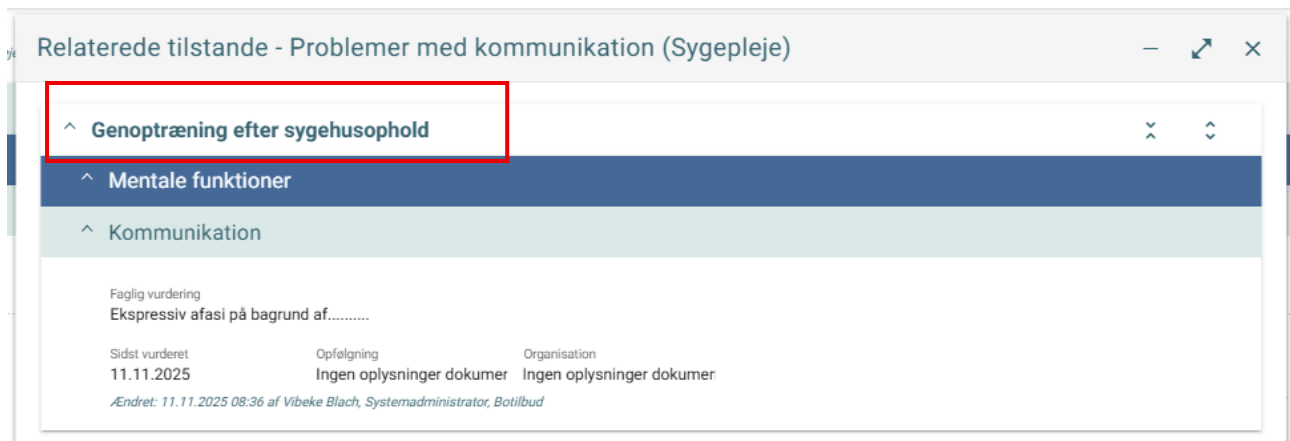 Relaterede tilstande - Problemer med kommunikation (Sygepleje)
Genoptræning efter sygehusophold
Mentale funktioner
Kommunikation
Faglig vurdering
Ekspressiv afasi på bagrund af..........
Sidst vurderet Opfølgning Organisation
11.11.2025 Ingen oplysninger dokumer Ingen oplysninger dokumer
Ændret: 11.11.2025 08:36 af Vibeke Blach, Systemadministrator, Botilbud